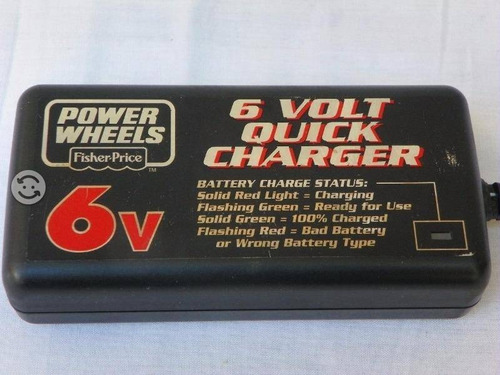 POWER
WHEELS
Fisher-Price
TM
6V
6 VOLT
QUICK
CHARGER
BATTERY CHARGE STATUS:
Solid Red Light = Charging
Flashing Green = Ready for Use
Solid Green = 100% Charged
Flashing Red = Bad Battery
or Wrong Battery Type